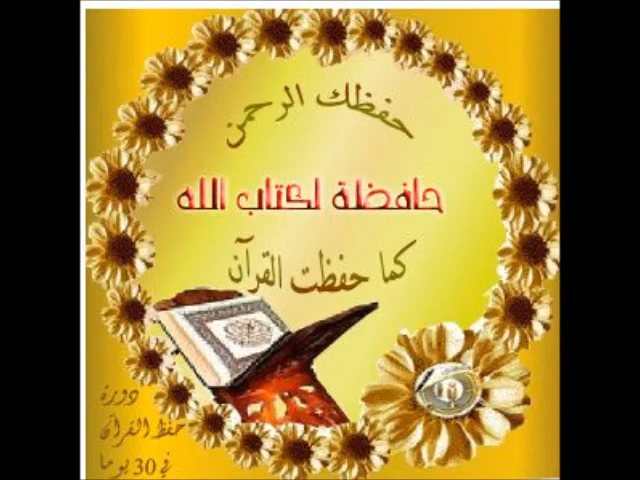 حفظك الرحمن
حافظة لكتاب الله
كما حفظت القرآن
دورة
حفظ القرآن
في 30 يوما